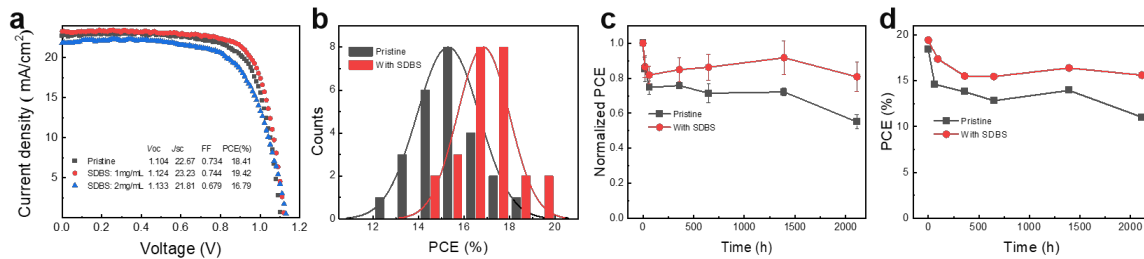 a
Current density ( mA/cm²)
20
15
10
5
Voc Jsc FF PCE(%)
Pristine 1.104 22.67 0.734 18.41
SDBS: 1mg/mL 1.124 23.23 0.744 19.42
SDBS: 2mg/mL 1.133 21.81 0.679 16.79
0.0 0.2 0.4 0.6 0.8 1.0 1.2
Voltage (V)
b
Counts
8
6
4
2
0
Pristine
With SDBS
12 14 16 18 20
PCE (%)
c
Normalized PCE
1.0
0.8
0.6
0.4
0.2
0.0
Pristine
With SDBS
0 500 1000 1500 2000
Time (h)
d
PCE (%)
20
15
10
5
0
Pristine
With SDBS
0 500 1000 1500 2000
Time (h)